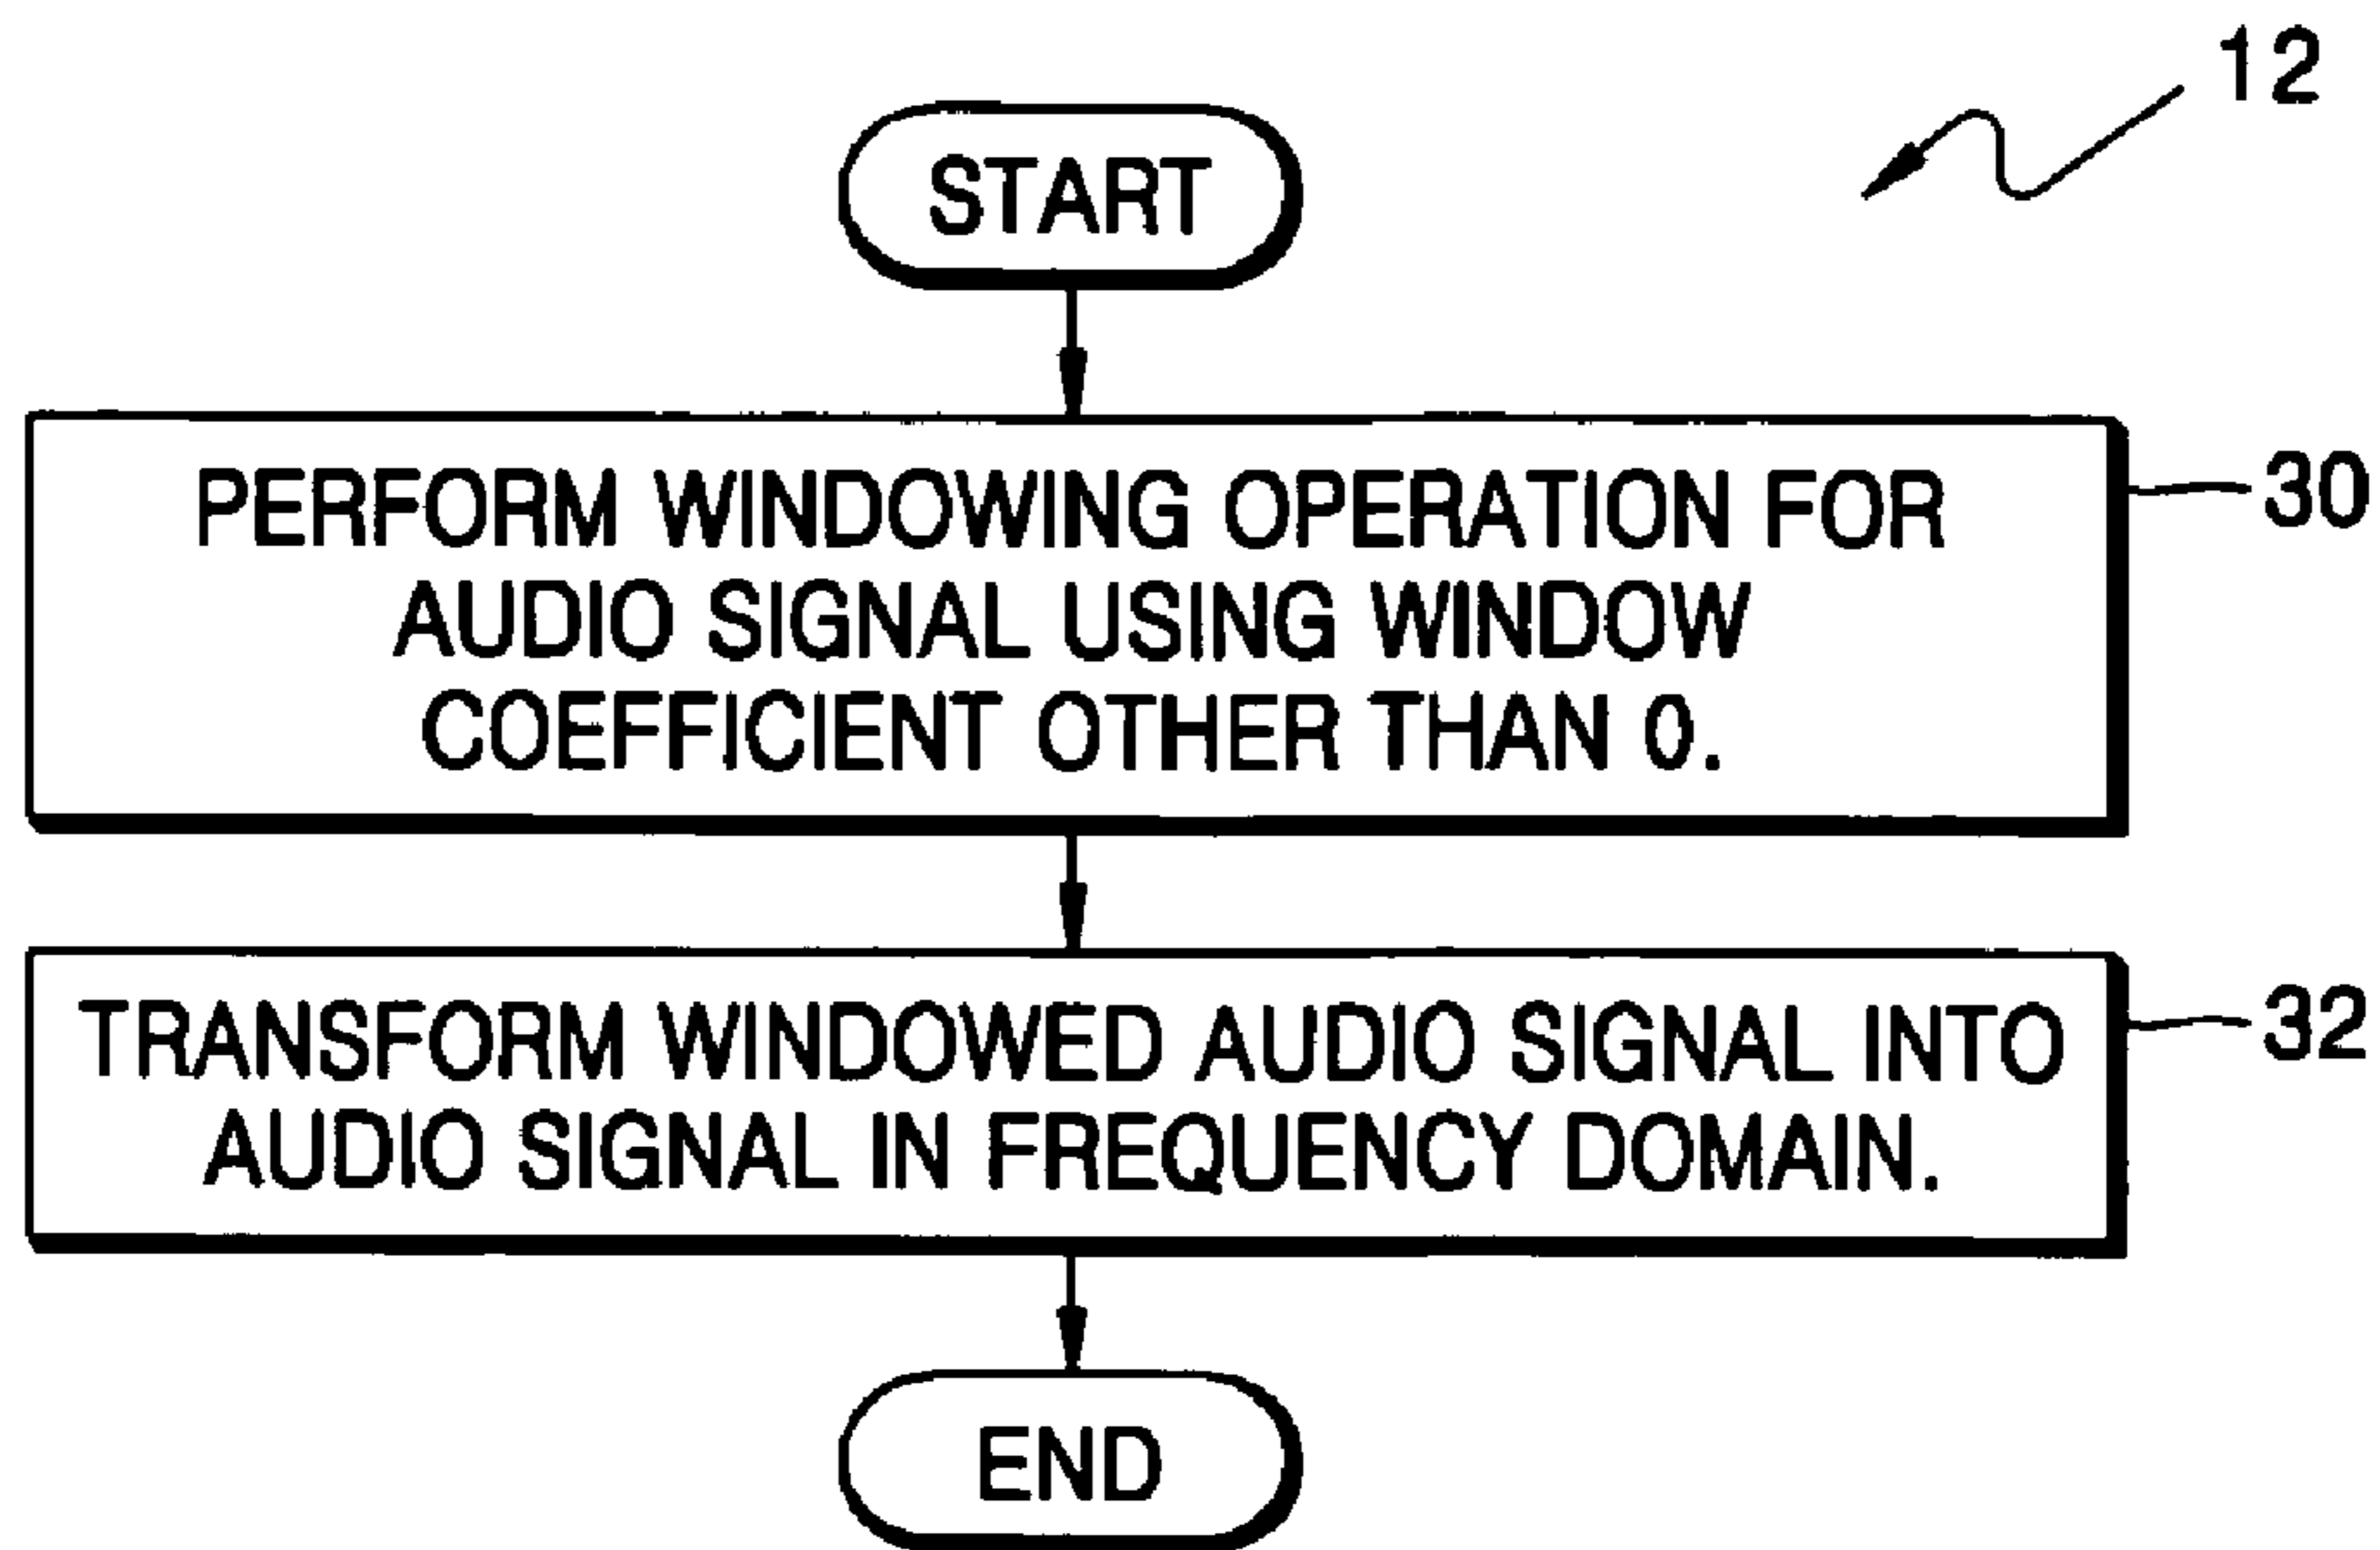 12
START
PERFORM WINDOWING OPERATION FOR
AUDIO SIGNAL USING WINDOW
COEFFICIENT OTHER THAN 0.
30
TRANSFORM WINDOWED AUDIO SIGNAL INTO
AUDIO SIGNAL IN FREQUENCY DOMAIN.
32
END